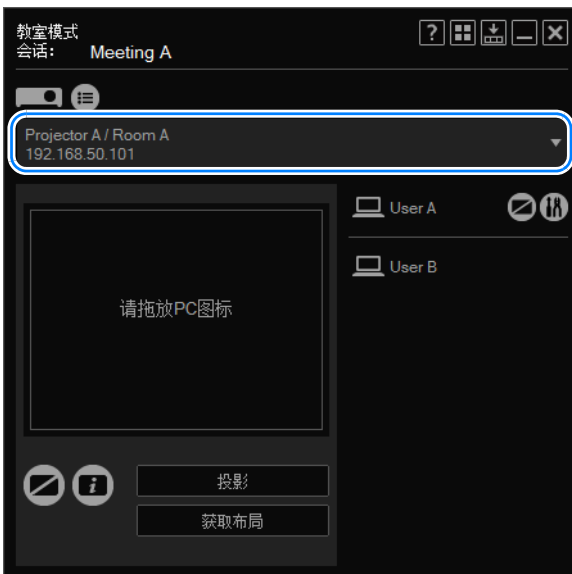 教室模式
会话： Meeting A
Projector A / Room A
192.168.50.101
User A
User B
请拖放PC图标
投影
获取布局